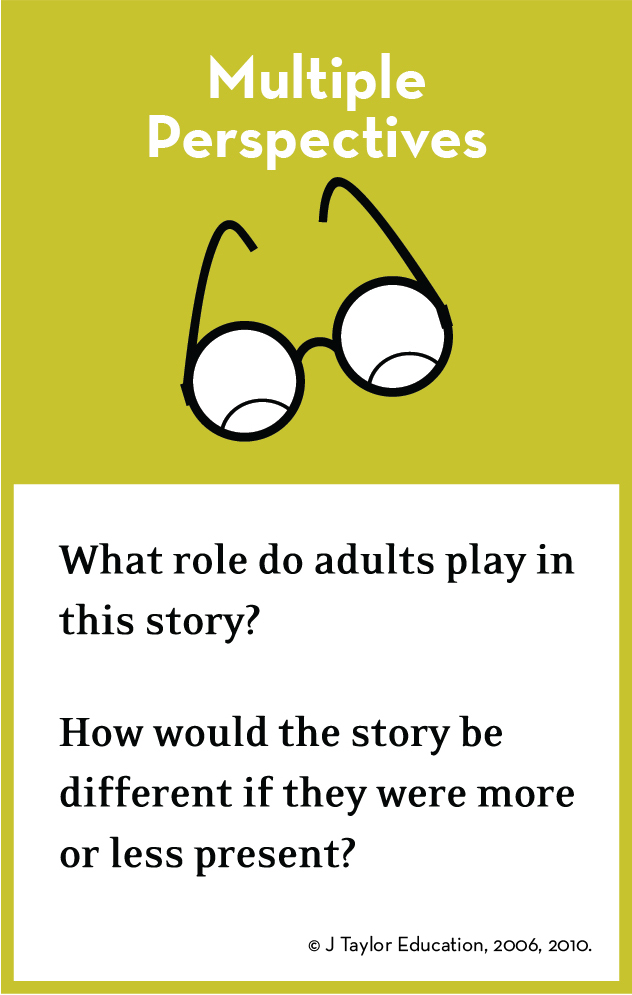 Multiple
Perspectives
What role do adults play in
this story?
How would the story be
different if they were more
or less present?
© J Taylor Education, 2006, 2010.